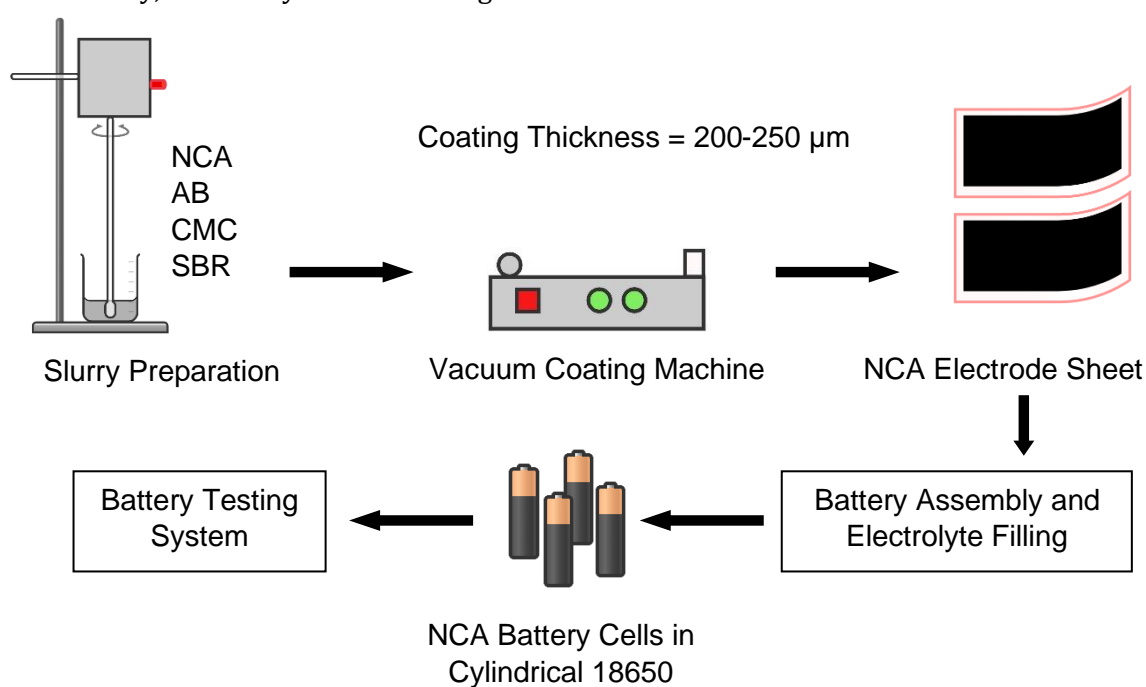 Coating Thickness = 200-250 µm
NCA
AB
CMC
SBR
Slurry Preparation
Vacuum Coating Machine
NCA Electrode Sheet
Battery Testing
System
Battery Assembly and
Electrolyte Filling
NCA Battery Cells in
Cylindrical 18650